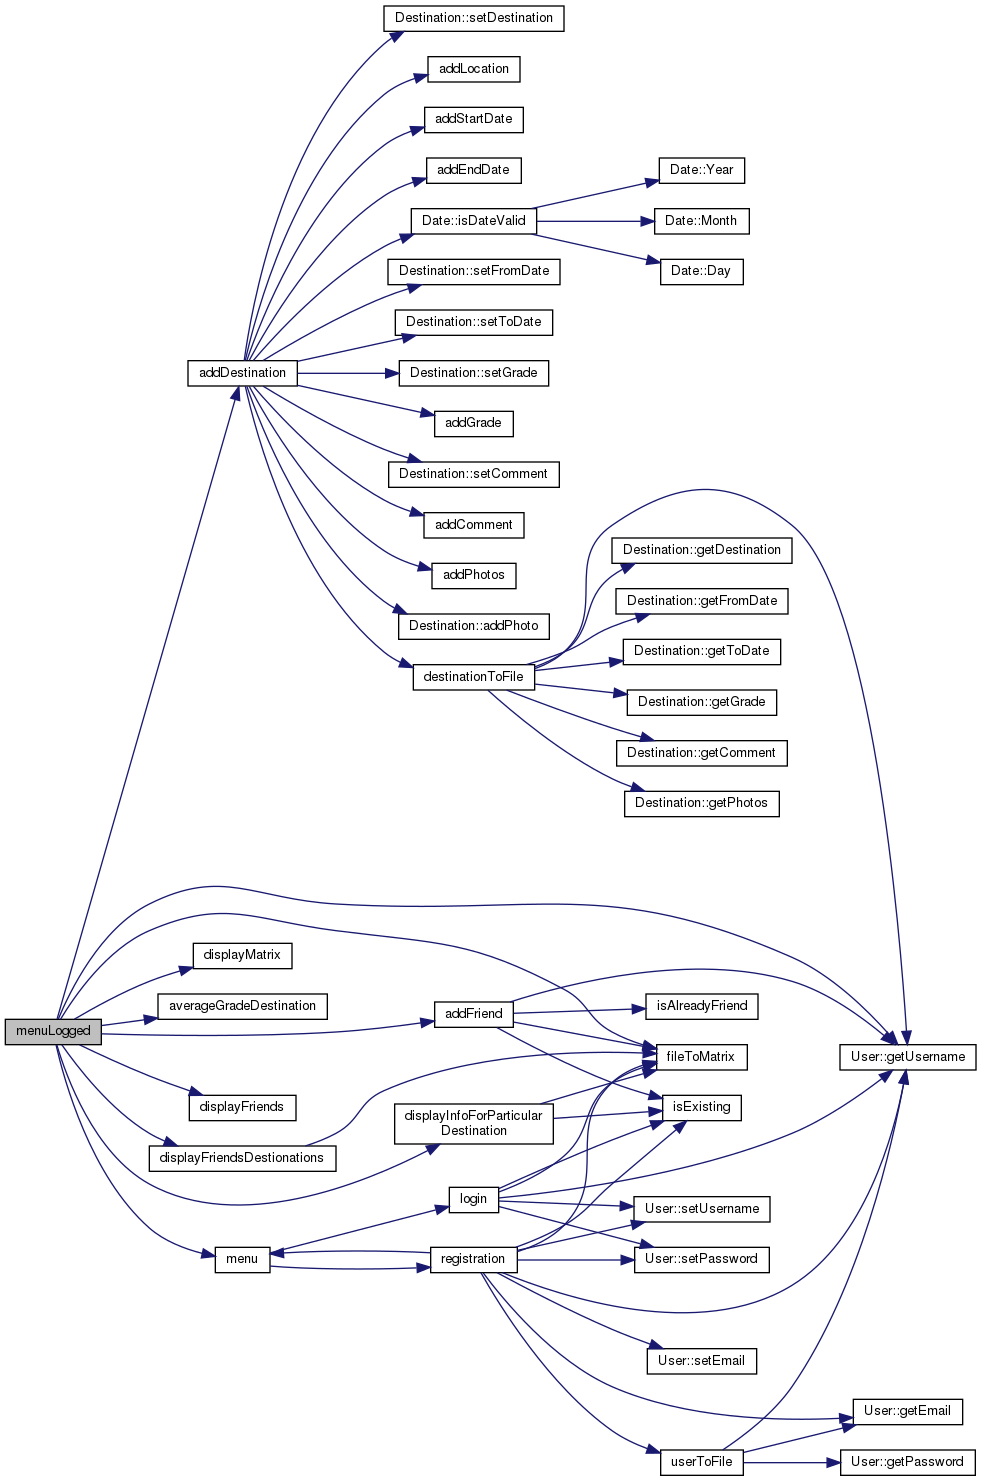 Destination::setDestination
addLocation
addStartDate
addEndDate
Date::Year
Date::isDateValid
Date::Month
Destination::setFromDate
Date::Day
Destination::setToDate
addDestination
Destination::setGrade
addGrade
Destination::setComment
addComment
Destination::getDestination
addPhotos
Destination::getFromDate
Destination::addPhoto
Destination::getToDate
destinationToFile
Destination::getGrade
Destination::getComment
Destination::getPhotos
displayMatrix
averageGradeDestination
isAlreadyFriend
addFriend
menuLogged
fileToMatrix
User::getUsername
displayFriends
isExisting
displayInfoForParticular
Destination
displayFriendsDestionations
login
User::setUsername
menu
registration
User::setPassword
User::setEmail
User::getEmail
userToFile
User::getPassword